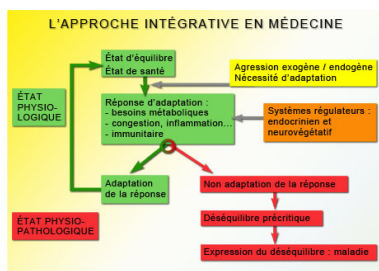 L'APPROCHE INTÉGRATIVE EN MÉDECINE
État d'équilibre
État de santé
Agression exogène / endogène
Nécessité d'adaptation
ÉTAT
PHYSIO-
LOGIQUE
Réponse d'adaptation :
- besoins métaboliques
- congestion, inflammation...
- immunitaire
Systèmes régulateurs :
endocrinien et
neurovégétatif
Adaptation
de la réponse
Non adaptation de la réponse
ÉTAT PHYSIO-
PATHOLOGIQUE
Déséquilibre précritique
Expression du déséquilibre : maladie